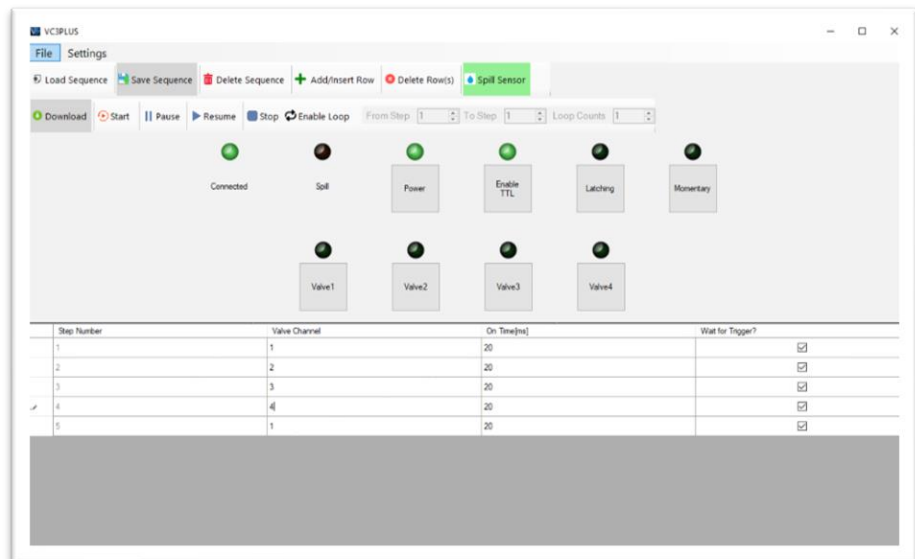 VC3PLUS
File Settings
Load Sequence Save Sequence Delete Sequence Add/Insert Row Delete Row(s) Spill Sensor
Download Start Pause Resume Stop Enable Loop From Step 1 To Step 1 Loop Counts 1
Connected Spill Power Enable TTL Latching Momentary
Valve1 Valve2 Valve3 Valve4
Step Number Valve Channel On Time[ms] Wait for Trigger?
1 1 20
2 2 20
3 3 20
4 4 20
5 1 20